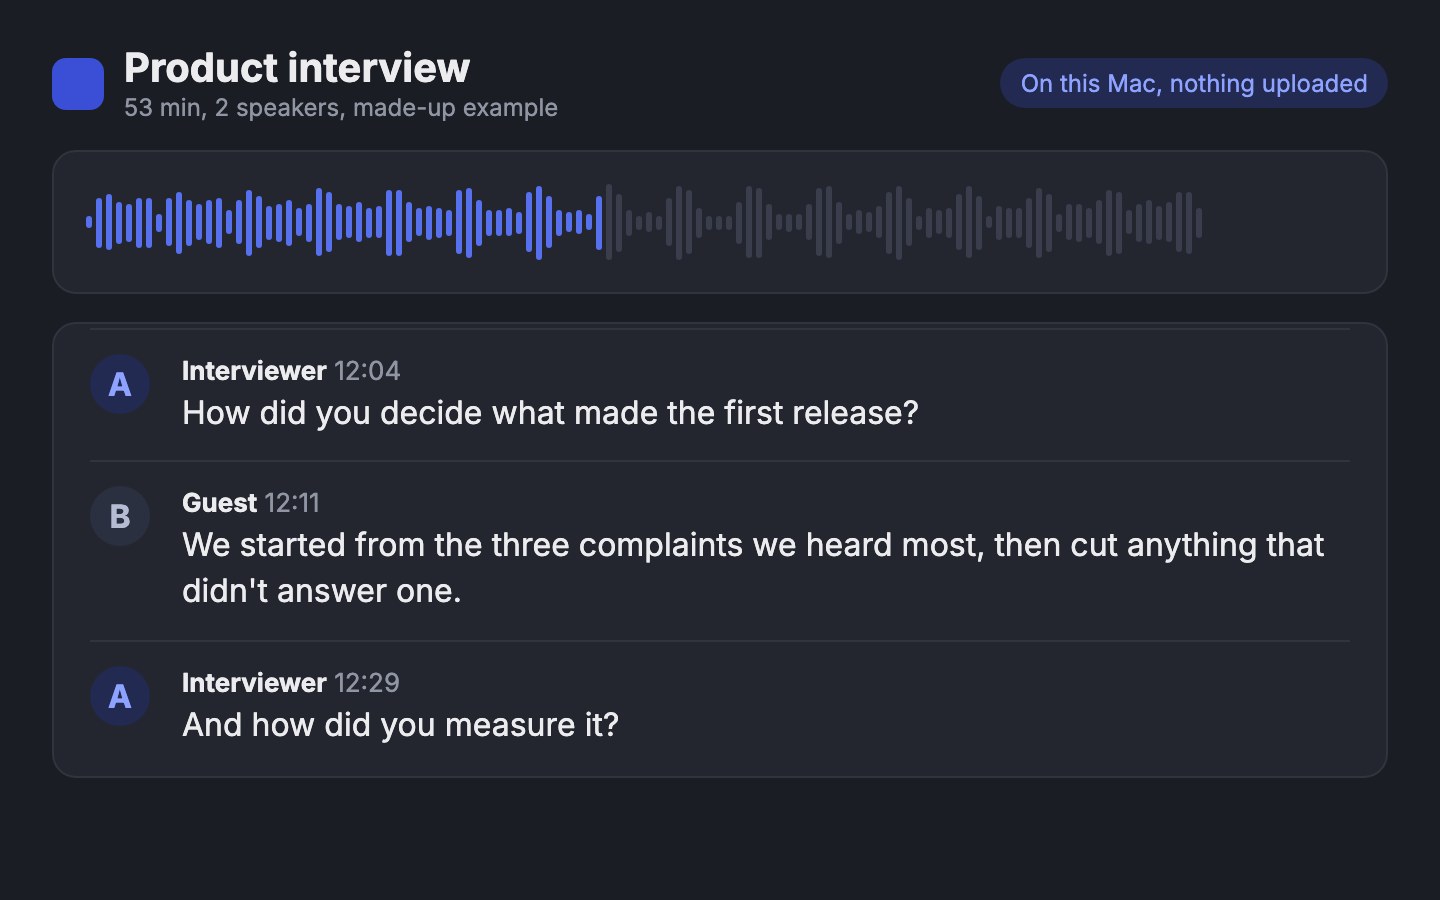 Product interview
53 min, 2 speakers, made-up example
On this Mac, nothing uploaded
A
Interviewer 12:04
How did you decide what made the first release?
B
Guest 12:11
We started from the three complaints we heard most, then cut anything that
didn't answer one.
A
Interviewer 12:29
And how did you measure it?